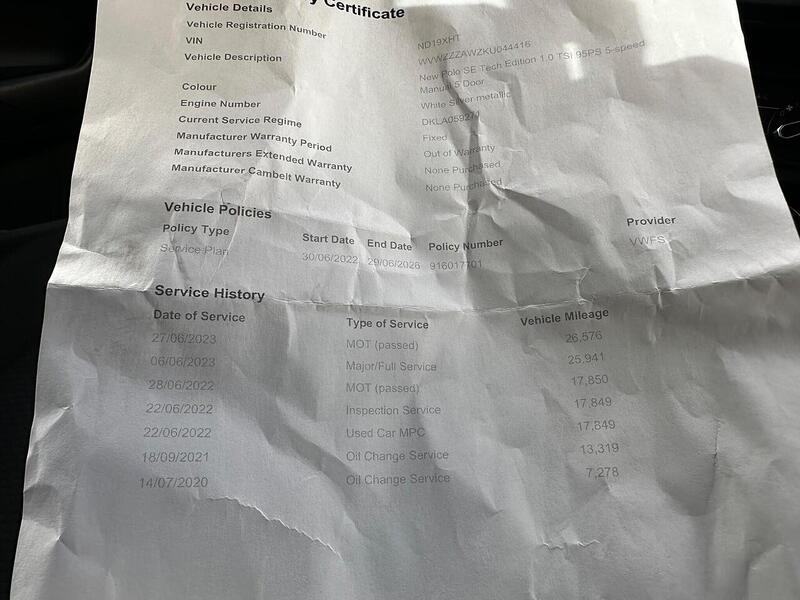 y Certificate
Vehicle Details
Vehicle Registration Number ND19XHT
VIN WVWZZZAWZKU044416
Vehicle Description New Polo SE Tech Edition 1.0 TSI 95PS 5-speed
Manual 5 Door
Colour White Silver metallic
Engine Number
Current Service Regime Fixed
Manufacturer Warranty Period Out of Warranty
Manufacturers Extended Warranty None Purchased
Manufacturer Cambelt Warranty None Purchased
Vehicle Policies
Policy Type Start Date End Date Policy Number Provider
Service Plan 30/06/2022 29/06/2026 VWFS
Service History
Date of Service Type of Service Vehicle Mileage
27/06/2023 MOT (passed) 26,576
06/06/2023 Major/Full Service 25,941
28/06/2022 MOT (passed) 17,850
22/06/2022 Inspection Service 17,849
22/06/2022 Used Car MPC 17,849
18/09/2021 Oil Change Service 13,319
14/07/2020 Oil Change Service 7,278